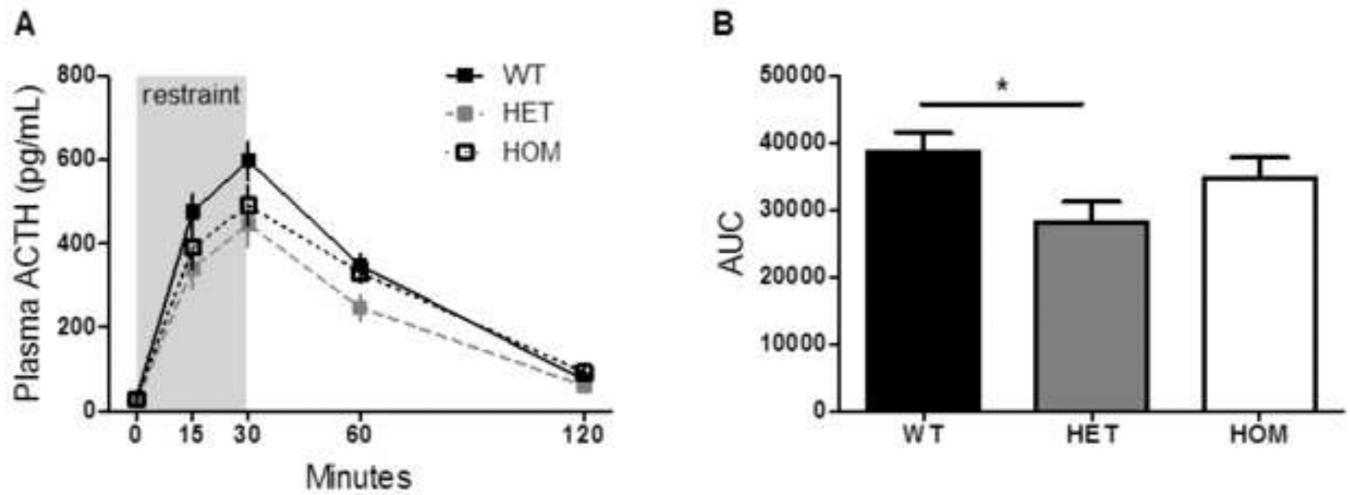 A
Plasma ACTH (pg/mL)
800
600
400
200
0
restraint
WT
HET
HOM
0 15 30 60 120
Minutes
B
AUC
50000
40000
30000
20000
10000
0
*
WT HET HOM